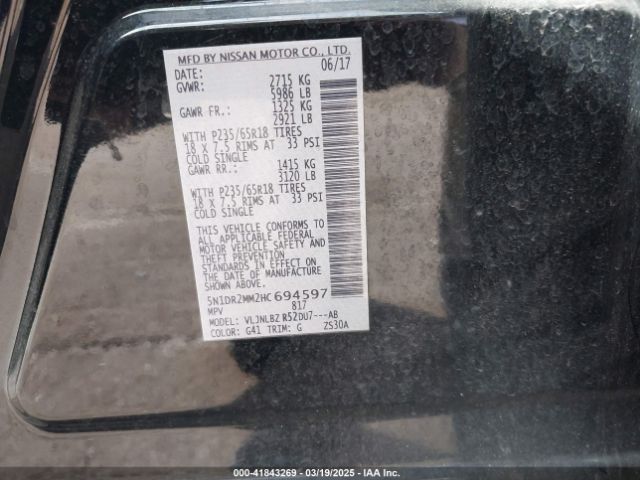 MFD BY NISSAN MOTOR CO., LTD.
DATE: 06/17
GVWR: 2715 KG
5986 LB
GAWR FR.: 1325 KG
2921 LB
WITH P235/65R18 TIRES
18 X 7.5 RIMS AT 33 PSI
COLD SINGLE
GAWR RR.: 1415 KG
3120 LB
WITH P235/65R18 TIRES
18 X 7.5 RIMS AT 33 PSI
COLD SINGLE
THIS VEHICLE CONFORMS TO
ALL APPLICABLE FEDERAL
MOTOR VEHICLE SAFETY AND
THEFT PREVENTION
STANDARDS IN EFFECT ON
THE DATE OF MANUFACTURE
SHOWN ABOVE.
5N1DR2MM2HC694597
MPV 817
MODEL: VLJNLBZ R52DU7---AB
COLOR: G41 TRIM: G ZS30A
000-41843269 - 03/19/2025 - IAA Inc.